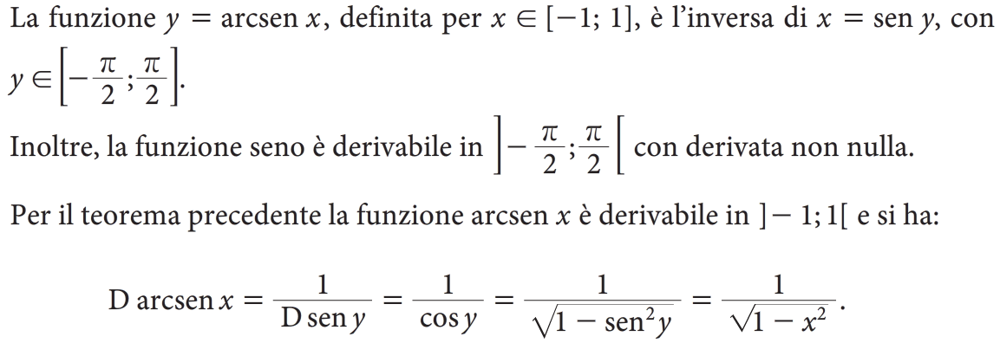 La funzione y = arcsen x, definita per x ∈ [−1; 1], è l’inversa di x = sen y, con
y ∈ [−π/2; π/2].
Inoltre, la funzione seno è derivabile in ]−π/2; π/2[ con derivata non nulla.
Per il teorema precedente la funzione arcsen x è derivabile in ]− 1; 1[ e si ha:
D arcsen x = 1/(D sen y) = 1/(cos y) = 1/√(1 − sen²y) = 1/√(1 − x²).